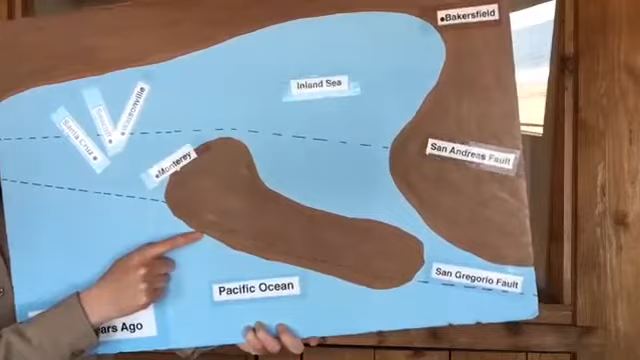 Bakersfield
Inland Sea
Watsonville
Santa Cruz
Monterey
San Andreas Fault
San Gregorio Fault
Pacific Ocean
ears Ago